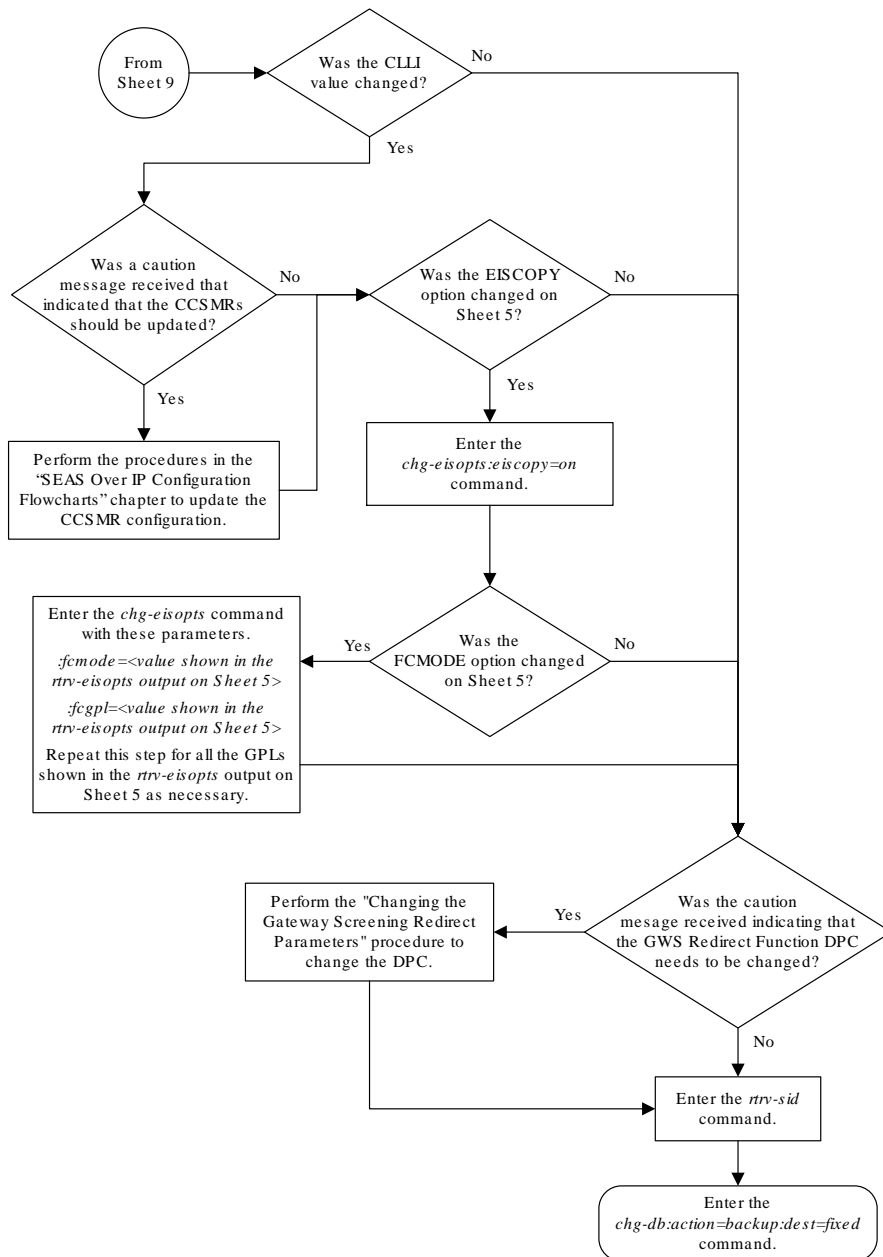 From
Sheet 9
Was the CLLI
value changed?
No
Yes
Was a caution
message received that
indicated that the CCSMRs
should be updated?
No
Yes
Was the EISCOPY
option changed on
Sheet 5?
No
Yes
Perform the procedures in the
“SEAS Over IP Configuration
Flowcharts” chapter to update the
CCSMR configuration.
Enter the
chg-eisopts:eiscopy=on
command.
Enter the chg-eisopts command
with these parameters.
:fcmode=<value shown in the
rtrv-eisopts output on Sheet 5>
:fcgpl=<value shown in the
rtrv-eisopts output on Sheet 5>
Repeat this step for all the GPLs
shown in the rtrv-eisopts output on
Sheet 5 as necessary.
Yes
Was the
FCMODE option changed
on Sheet 5?
No
Perform the "Changing the
Gateway Screening Redirect
Parameters" procedure to
change the DPC.
Yes
Was the caution
message received indicating that
the GWS Redirect Function DPC
needs to be changed?
No
Enter the rtrv-sid
command.
Enter the
chg-db:action=backup:dest=fixed
command.